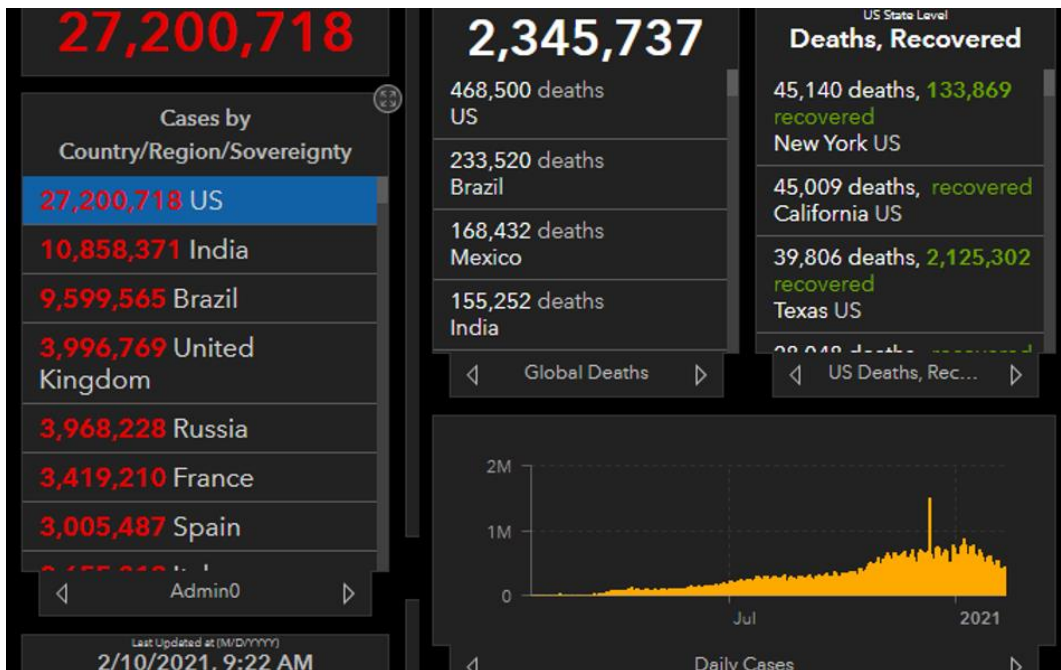 27,200,718
Cases by
Country/Region/Sovereignty
27,200,718 US
10,858,371 India
9,599,565 Brazil
3,996,769 United
Kingdom
3,968,228 Russia
3,419,210 France
3,005,487 Spain
Admin0
Last Updated at (M/D/YYYY)
2/10/2021, 9:22 AM
2,345,737
468,500 deaths
US
233,520 deaths
Brazil
168,432 deaths
Mexico
155,252 deaths
India
Global Deaths
US State Level
Deaths, Recovered
45,140 deaths, 133,869
recovered
New York US
45,009 deaths, recovered
California US
39,806 deaths, 2,125,302
recovered
Texas US
US Deaths, Rec...
2M
1M
0
Jul
2021
Daily Cases